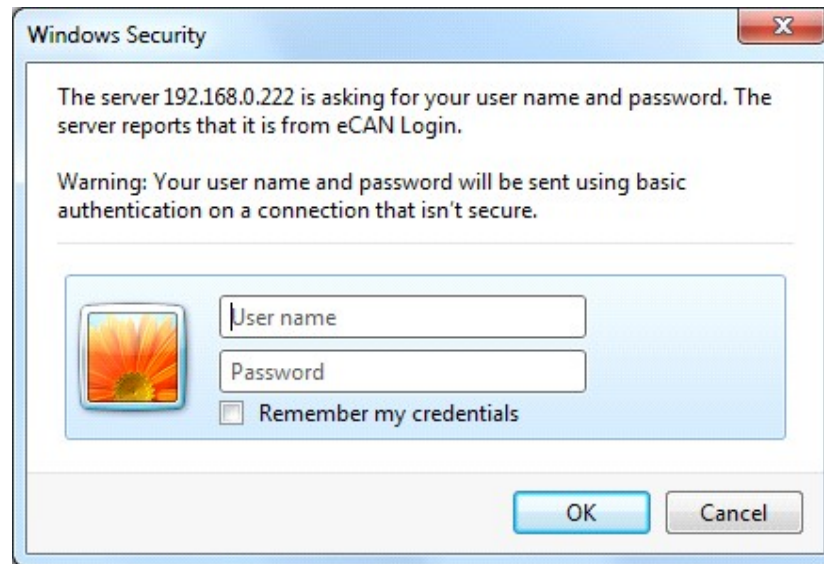 Windows Security
The server 192.168.0.222 is asking for your user name and password. The
server reports that it is from eCAN Login.
Warning: Your user name and password will be sent using basic
authentication on a connection that isn't secure.
User name
Password
Remember my credentials
OK
Cancel